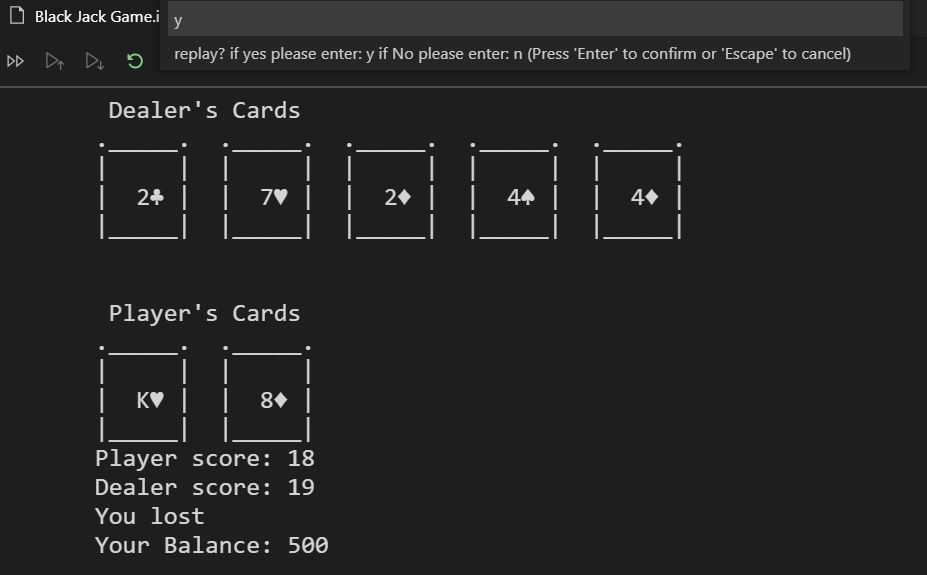 Black Jack Game.i
y
replay? if yes please enter: y if No please enter: n (Press 'Enter' to confirm or 'Escape' to cancel)
Dealer's Cards
2♣ 7♥ 2♦ 4♠ 4♦
Player's Cards
K♥ 8♦
Player score: 18
Dealer score: 19
You lost
Your Balance: 500